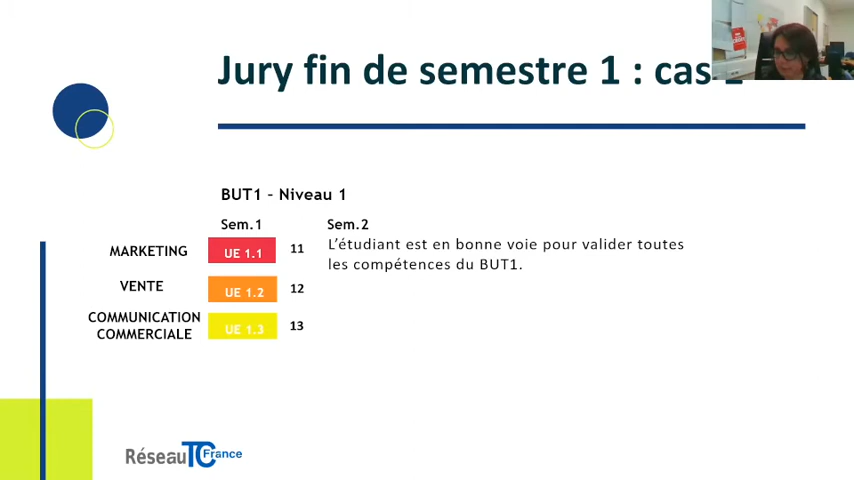 Jury fin de semestre 1 : cas
BUT1 – Niveau 1
Sem.1
Sem.2
MARKETING
UE 1.1
11
L’étudiant est en bonne voie pour valider toutes
les compétences du BUT1.
VENTE
UE 1.2
12
COMMUNICATION
COMMERCIALE
UE 1.3
13
Réseau TC France